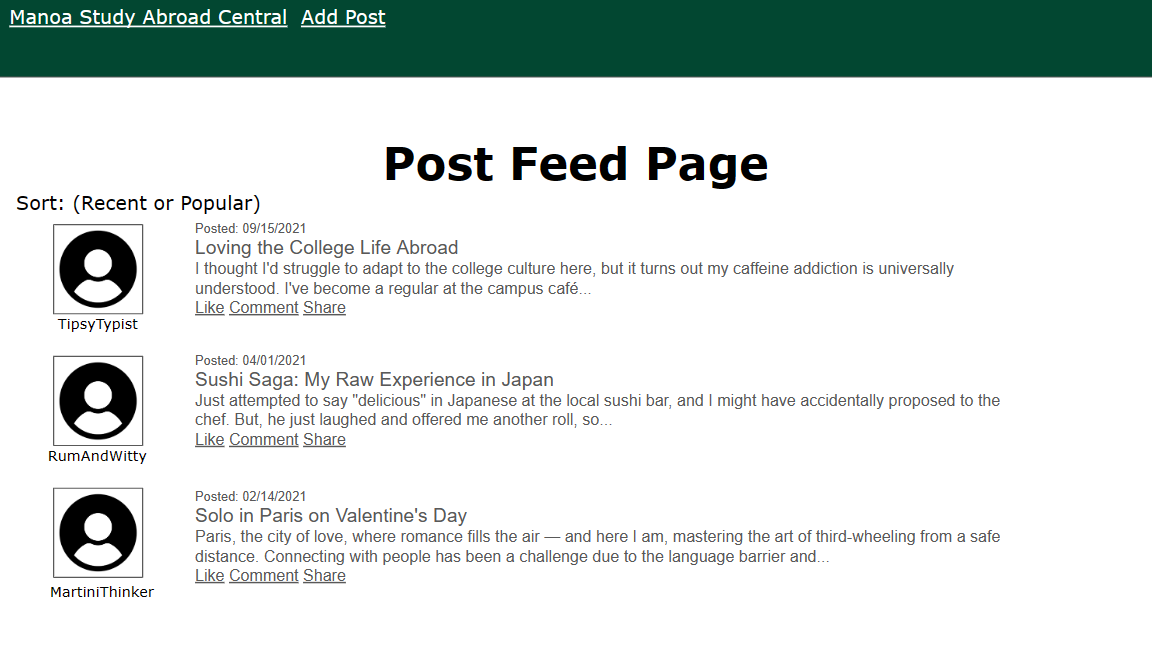 Manoa Study Abroad Central Add Post
Post Feed Page
Sort: (Recent or Popular)
Posted: 09/15/2021
Loving the College Life Abroad
I thought I'd struggle to adapt to the college culture here, but it turns out my caffeine addiction is universally
understood. I've become a regular at the campus café...
Like Comment Share
TipsyTypist
Posted: 04/01/2021
Sushi Saga: My Raw Experience in Japan
Just attempted to say "delicious" in Japanese at the local sushi bar, and I might have accidentally proposed to the
chef. But, he just laughed and offered me another roll, so...
Like Comment Share
RumAndWitty
Posted: 02/14/2021
Solo in Paris on Valentine's Day
Paris, the city of love, where romance fills the air — and here I am, mastering the art of third-wheeling from a safe
distance. Connecting with people has been a challenge due to the language barrier and...
Like Comment Share
MartiniThinker